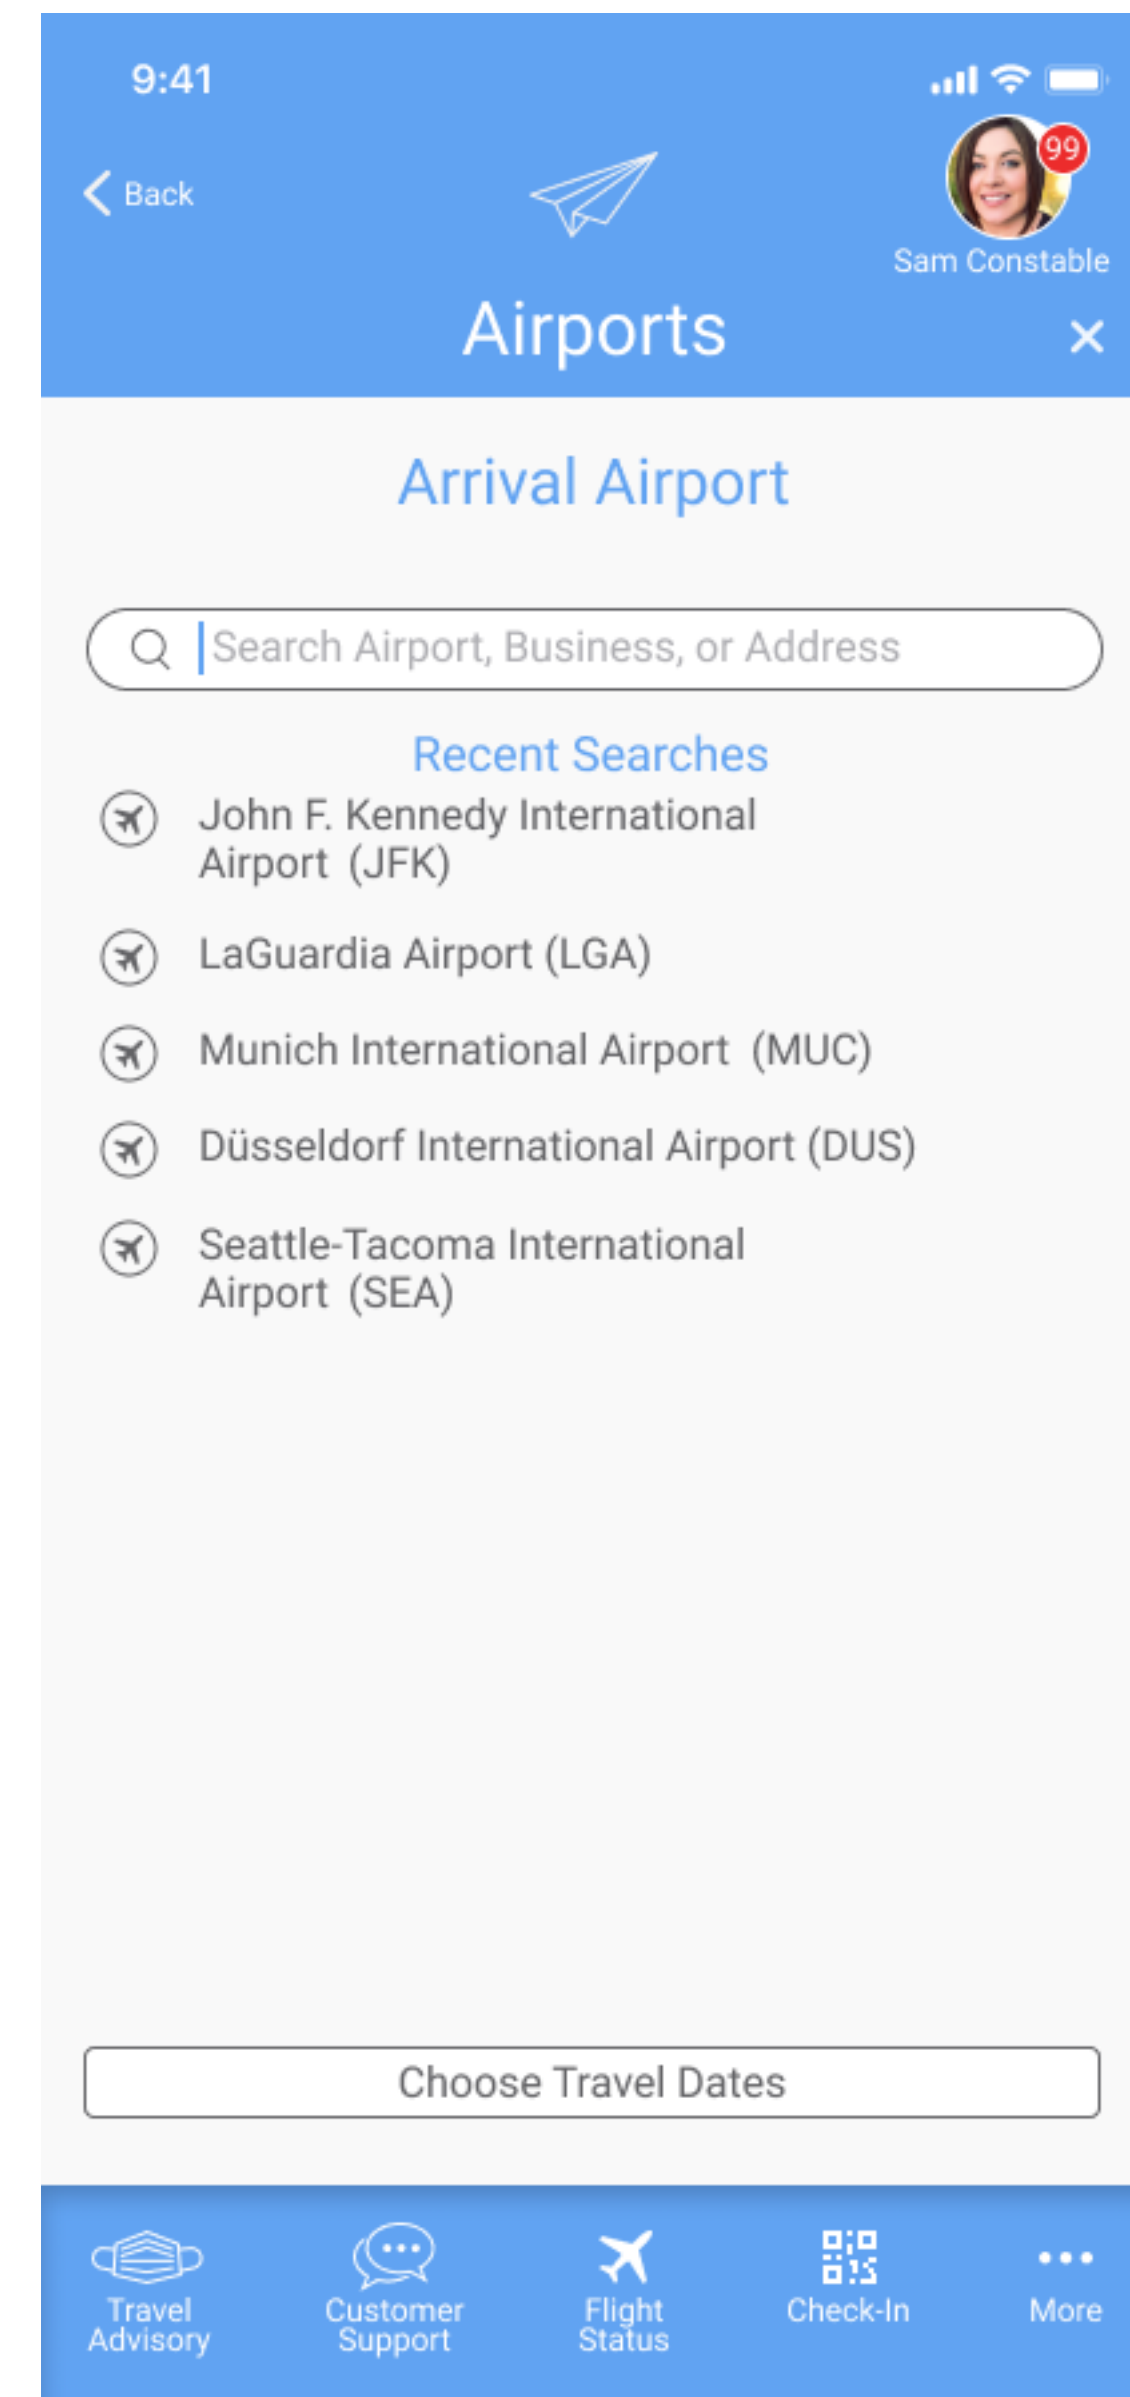 9:41
99
Back
Sam Constable
Airports
Arrival Airport
Search Airport, Business, or Address
Recent Searches
John F. Kennedy International
Airport (JFK)
LaGuardia Airport (LGA)
Munich International Airport (MUC)
Düsseldorf International Airport (DUS)
Seattle-Tacoma International
Airport (SEA)
Choose Travel Dates
Travel
Advisory
Customer
Support
Flight
Status
Check-In
More